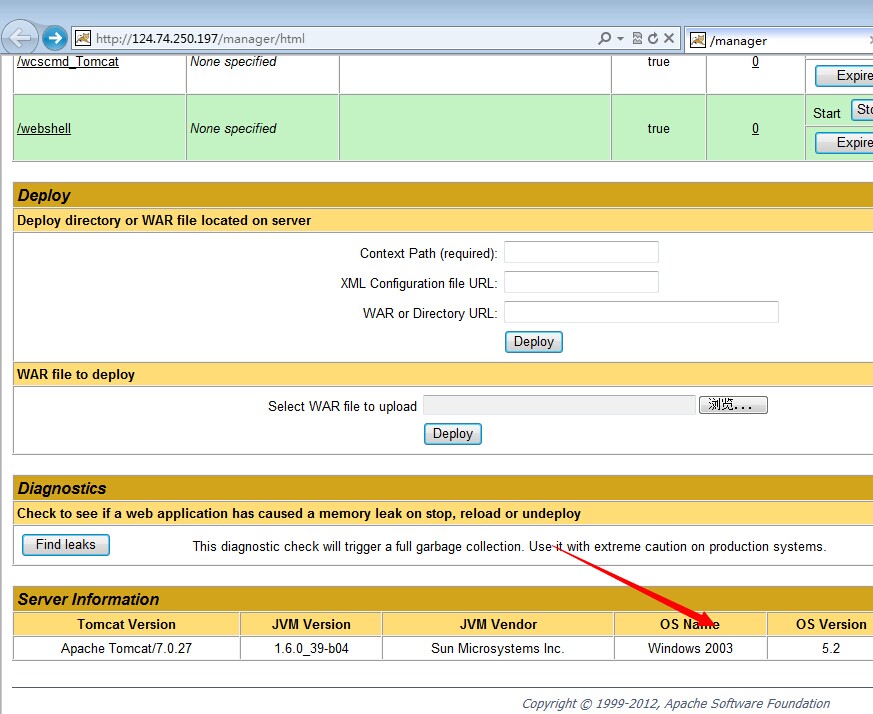 http://124.74.250.197/manager/html
/manager
/wcscmd_Tomcat None specified true 0
Expire
/webshell None specified true 0 Start Sto
Expire
Deploy
Deploy directory or WAR file located on server
Context Path (required):
XML Configuration file URL:
WAR or Directory URL:
Deploy
WAR file to deploy
Select WAR file to upload 浏览...
Deploy
Diagnostics
Check to see if a web application has caused a memory leak on stop, reload or undeploy
Find leaks This diagnostic check will trigger a full garbage collection. Use it with extreme caution on production systems.
Server Information
Tomcat Version JVM Version JVM Vendor OS Name OS Version
Apache Tomcat/7.0.27 1.6.0_39-b04 Sun Microsystems Inc. Windows 2003 5.2
Copyright © 1999-2012, Apache Software Foundation